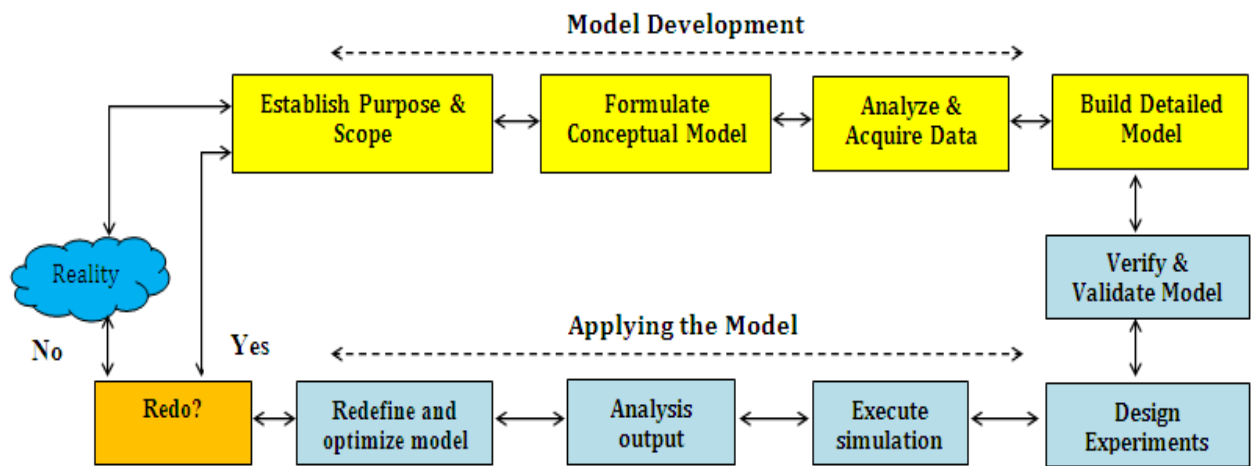 Model Development
Establish Purpose &
Scope
Formulate
Conceptual Model
Analyze &
Acquire Data
Build Detailed
Model
Reality
Verify &
Validate Model
No
Yes
Applying the Model
Redo?
Redefine and
optimize model
Analysis
output
Execute
simulation
Design
Experiments